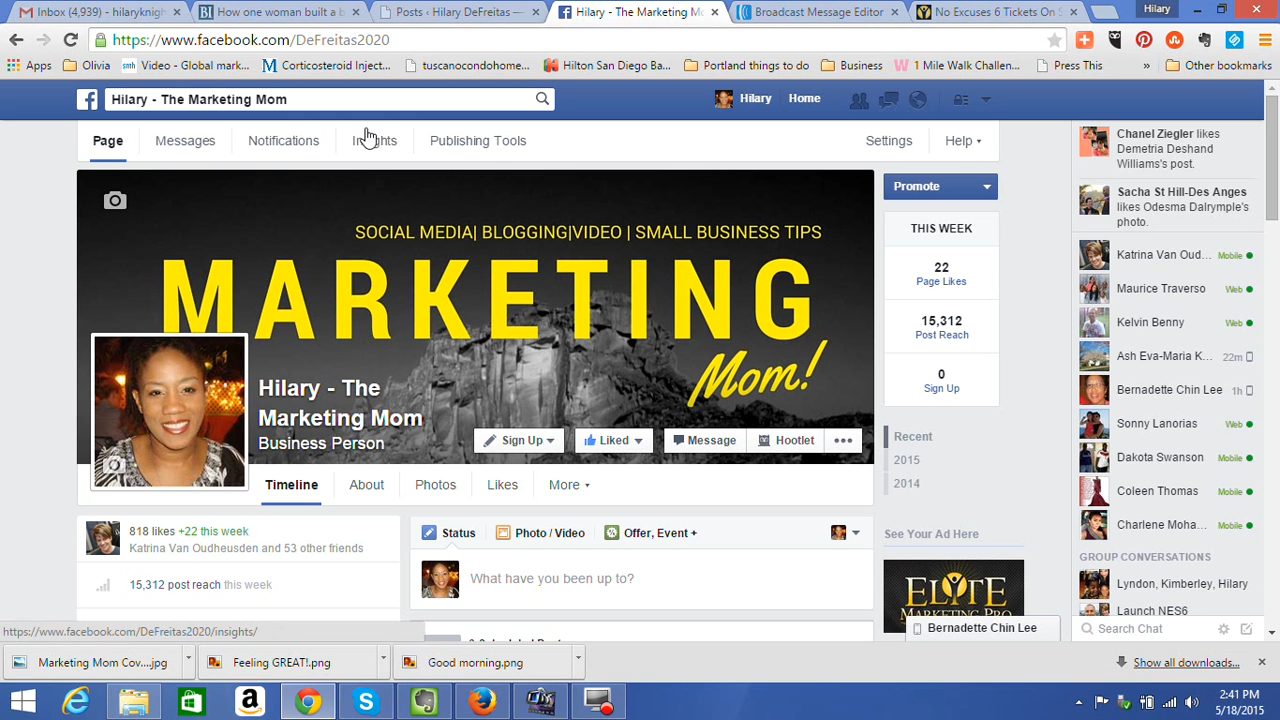 Inbox (4,939) - hilaryknigh
How one woman built a b
Posts ‹ Hilary DeFreitas —
Hilary - The Marketing Mo
Broadcast Message Editor
No Excuses 6 Tickets On S
Hilary
https://www.facebook.com/DeFreitas2020
Apps
Olivia
Video - Global mark...
Corticosteroid Inject...
tuscanocondohome...
Hilton San Diego Ba...
Portland things to do
Business
1 Mile Walk Challen...
Press This
»
Other bookmarks
Hilary - The Marketing Mom
Hilary
Home
Page
Messages
Notifications
Insights
Publishing Tools
Settings
Help
SOCIAL MEDIA| BLOGGING|VIDEO | SMALL BUSINESS TIPS
MARKETING
Mom!
Hilary - The
Marketing Mom
Business Person
Sign Up
Liked
Message
Hootlet
•••
Timeline
About
Photos
Likes
More
818 likes +22 this week
Katrina Van Oudheusden and 53 other friends
15,312 post reach this week
Status
Photo / Video
Offer, Event +
What have you been up to?
Promote
THIS WEEK
22
Page Likes
15,312
Post Reach
0
Sign Up
Recent
2015
2014
See Your Ad Here
ELITE
MARKETING PRO
Chanel Ziegler likes
Demetria Deshand
Williams's post.
Sacha St Hill-Des Anges
likes Odesma Dalrymple's
photo.
Katrina Van Oud... Mobile
Maurice Traverso Web
Kelvin Benny Web
Ash Eva-Maria K... 22m
Bernadette Chin Lee 1h
Sonny Lanorias Web
Dakota Swanson Mobile
Coleen Thomas Mobile
Charlene Moha... Mobile
GROUP CONVERSATIONS
Lyndon, Kimberley, Hilary
Launch NES6
Bernadette Chin Lee
Search Chat
https://www.facebook.com/DeFreitas2020/insights/
Marketing Mom Cov....jpg
Feeling GREAT!.png
Good morning.png
Show all downloads...
2:41 PM
5/18/2015